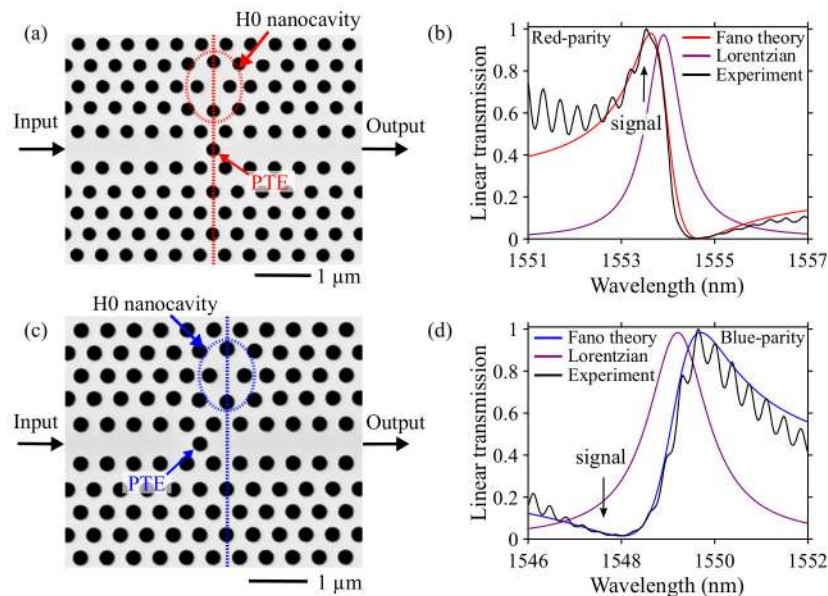 (a)
H0 nanocavity
Input
Output
PTE
1 µm
(b)
Red-parity
Fano theory
Lorentzian
Experiment
signal
Linear transmission
1
0.8
0.6
0.4
0.2
0
1551
1553
1555
1557
Wavelength (nm)
(c)
H0 nanocavity
Input
Output
PTE
1 µm
(d)
Fano theory
Blue-parity
Lorentzian
Experiment
signal
Linear transmission
1
0.8
0.6
0.4
0.2
0
1546
1548
1550
1552
Wavelength (nm)